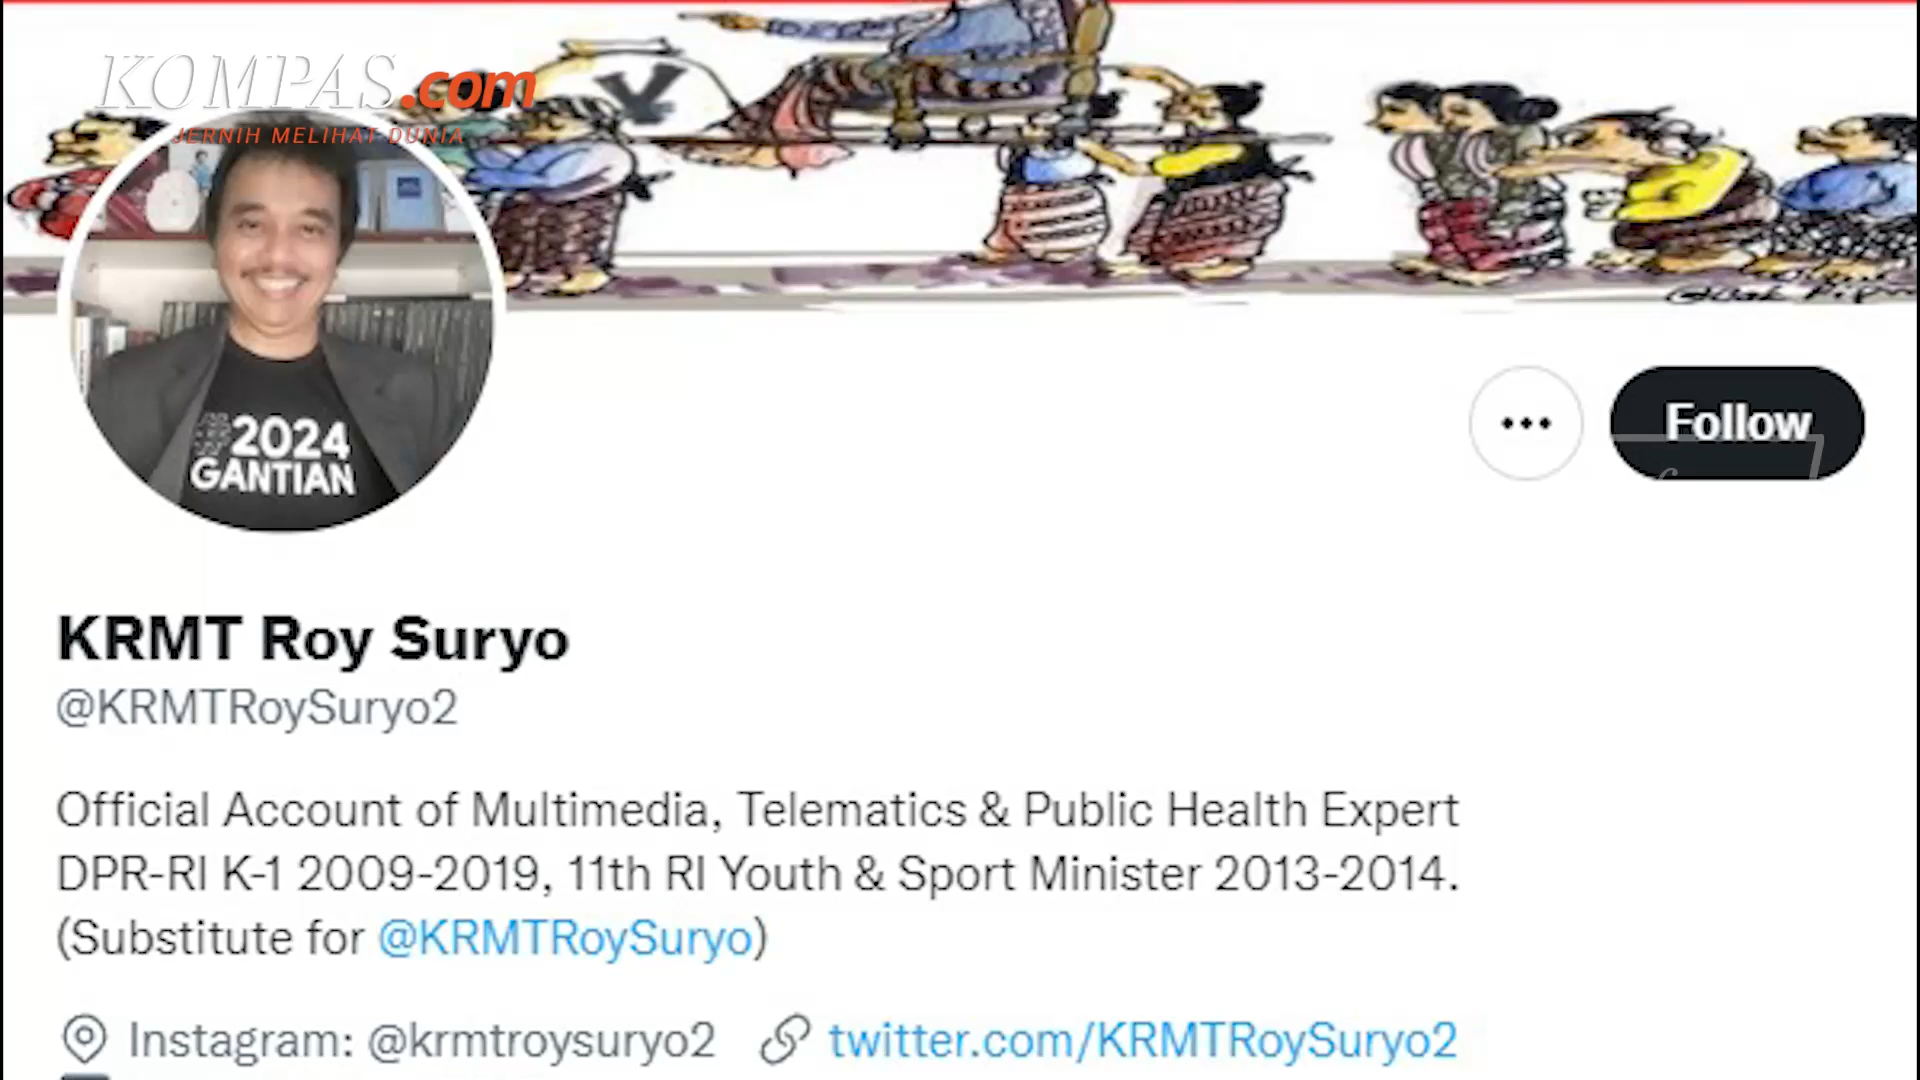 KOMPAS.com
JERNIH MELIHAT DUNIA
#2024
GANTIAN
Follow
KRMT Roy Suryo
@KRMTRoySuryo2
Official Account of Multimedia, Telematics & Public Health Expert
DPR-RI K-1 2009-2019, 11th RI Youth & Sport Minister 2013-2014.
(Substitute for @KRMTRoySuryo)
Instagram: @krmtroysuryo2 twitter.com/KRMTRoySuryo2